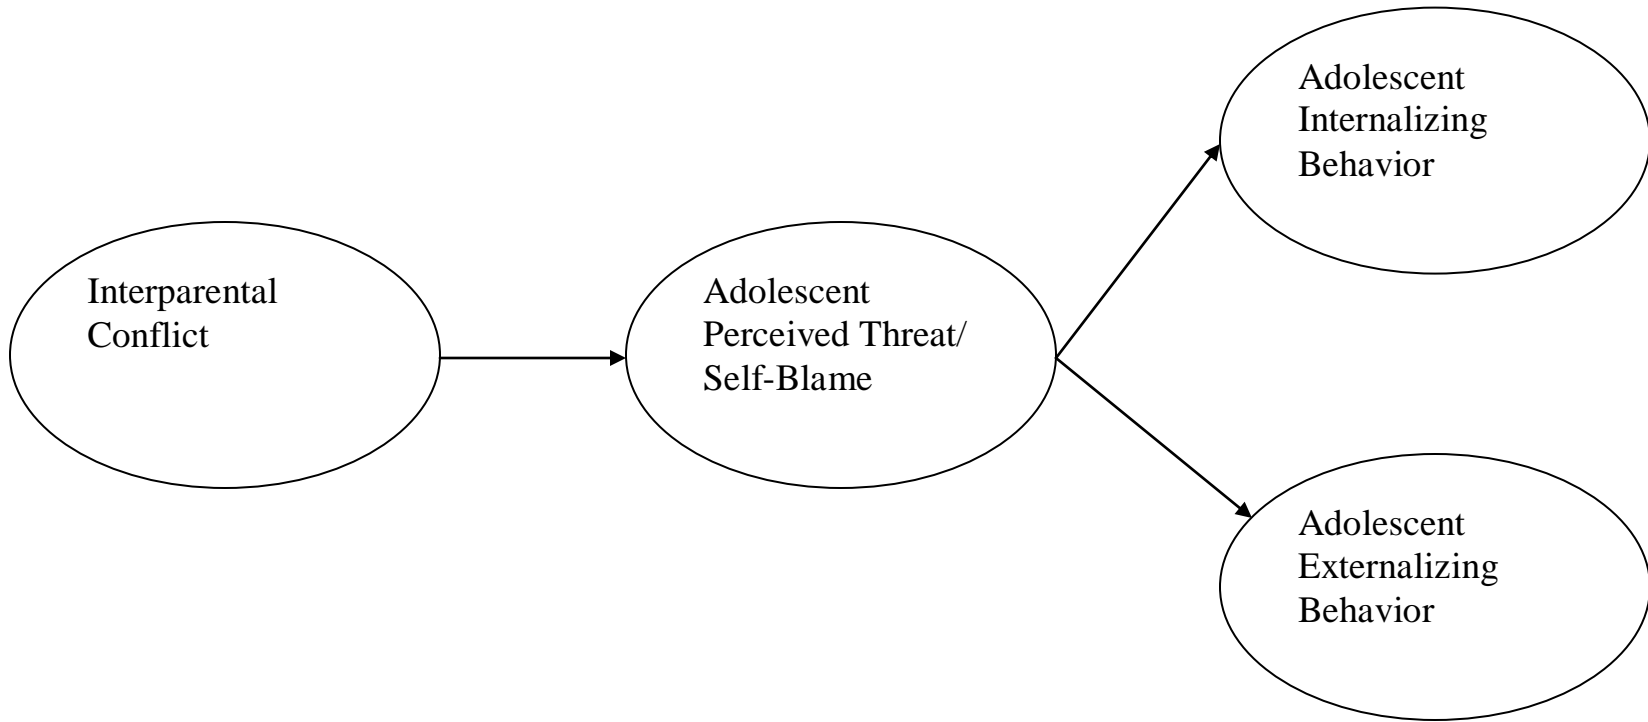 Interparental
Conflict
Adolescent
Perceived Threat/
Self-Blame
Adolescent
Internalizing
Behavior
Adolescent
Externalizing
Behavior